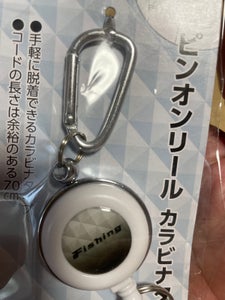 ピンオンリール カラビナ
●手軽に脱着できるカラビナ
●コードの長さは余裕のある70cm
Fishing